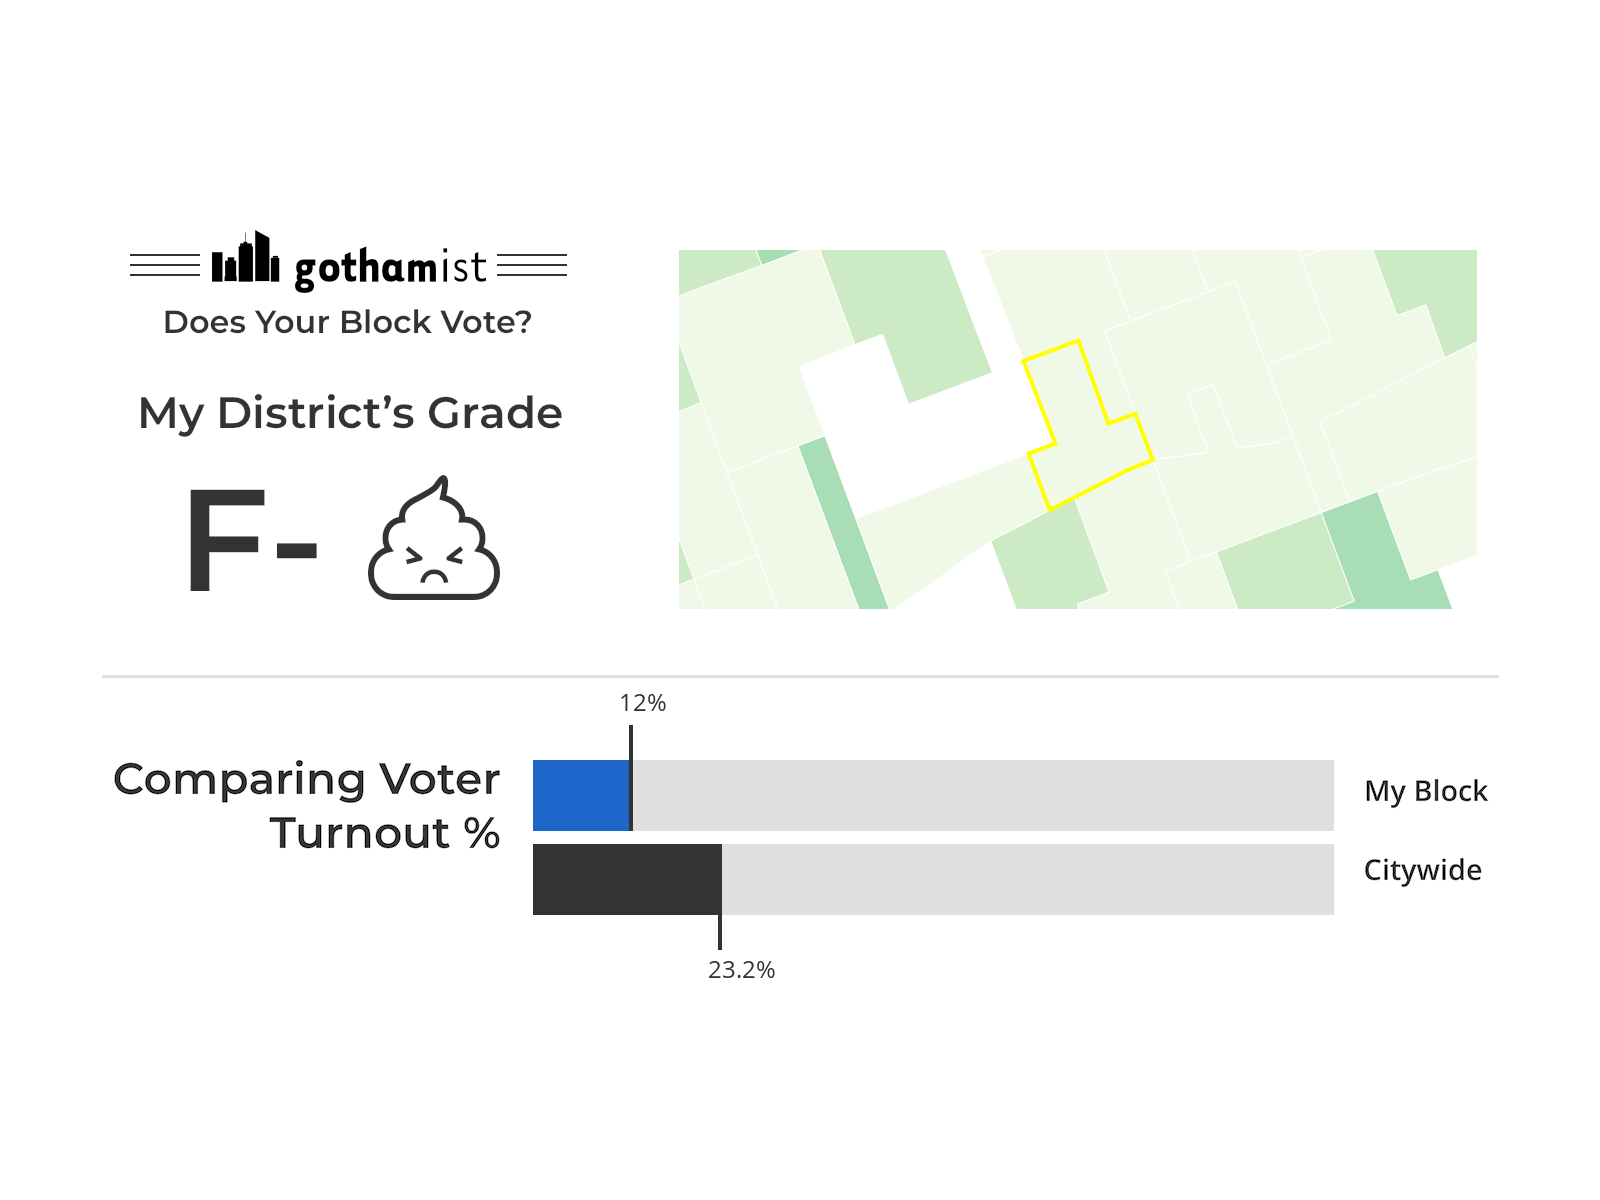 gothamist
Does Your Block Vote?
My District’s Grade
F-
12%
Comparing Voter
Turnout %
My Block
Citywide
23.2%